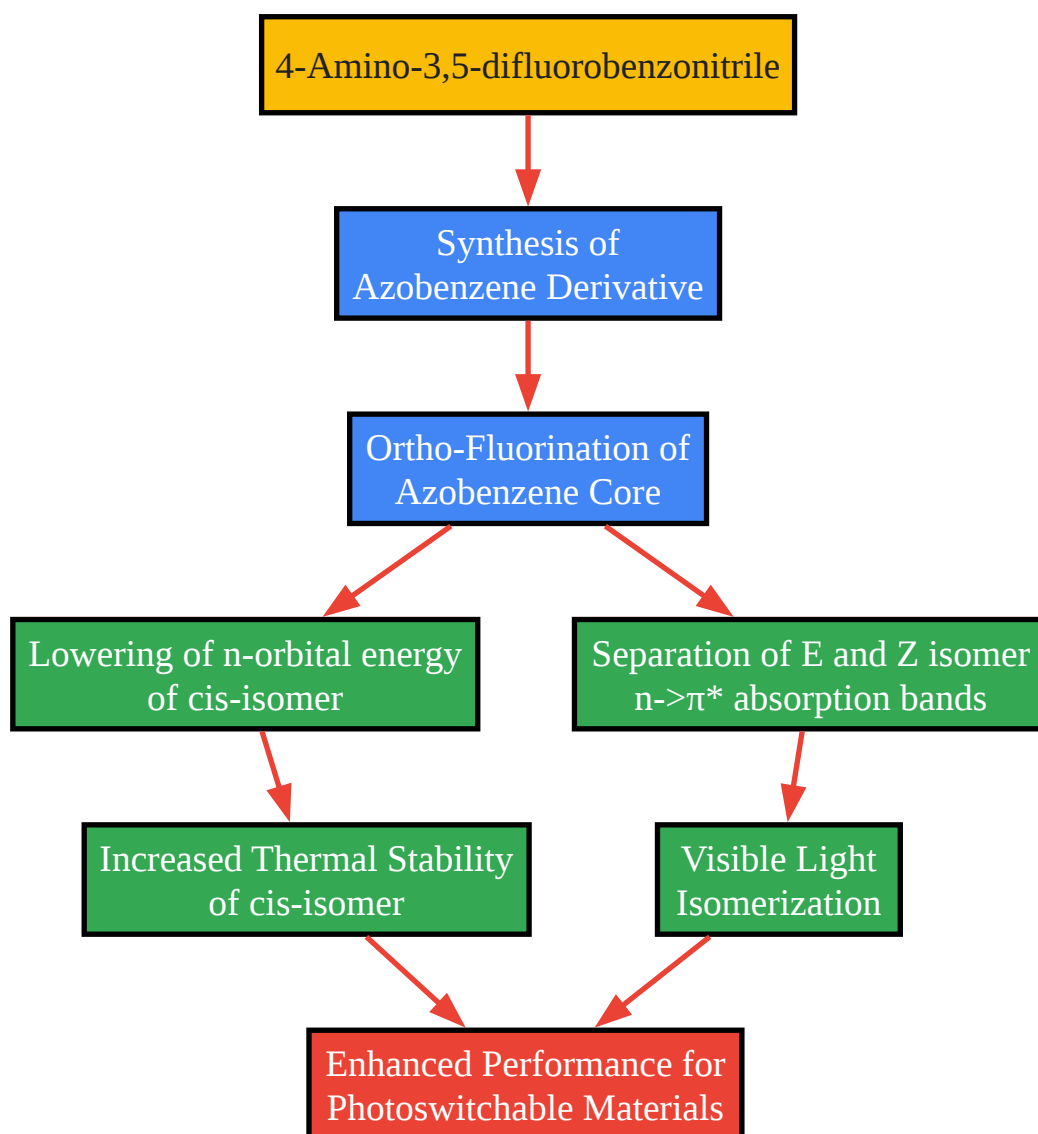 4-Amino-3,5-difluorobenzonitrile
Synthesis of
Azobenzene Derivative
Ortho-Fluorination of
Azobenzene Core
Lowering of n-orbital energy
of cis-isomer
Separation of E and Z isomer
n->π* absorption bands
Increased Thermal Stability
of cis-isomer
Visible Light
Isomerization
Enhanced Performance for
Photoswitchable Materials